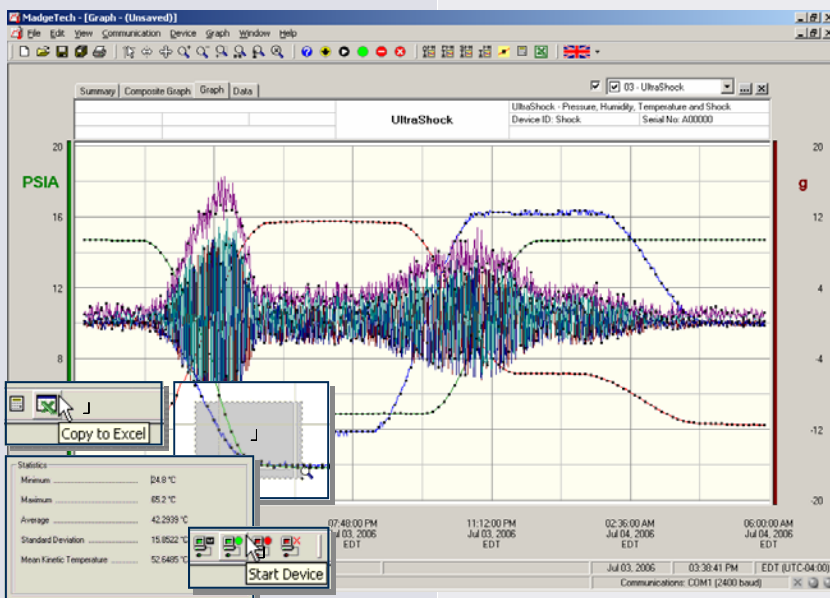 MadgeTech - [Graph - (Unsaved)]
File Edit View Communication Device Graph Window Help
Summary Composite Graph Graph Data
03 - UltraShock
UltraShock
UltraShock - Pressure, Humidity, Temperature and Shock
Device ID: Shock
Serial No: A00000
20
20
PSIA
g
16
12
12
4
8
-4
-12
-20
Copy to Excel
Statistics
Minimum 24.8 °C
Maximum 65.2 °C
Average 42.2939 °C
Standard Deviation 15.8522 °C
Mean Kinetic Temperature 52.6485 °C
Start Device
07:48:00 PM
Jul 03, 2006
EDT
11:12:00 PM
Jul 03, 2006
EDT
02:36:00 AM
Jul 04, 2006
EDT
06:00:00 AM
Jul 04, 2006
EDT
Jul 03, 2006 03:38:41 PM EDT (UTC-04:00)
Communications: COM1 (2400 baud)